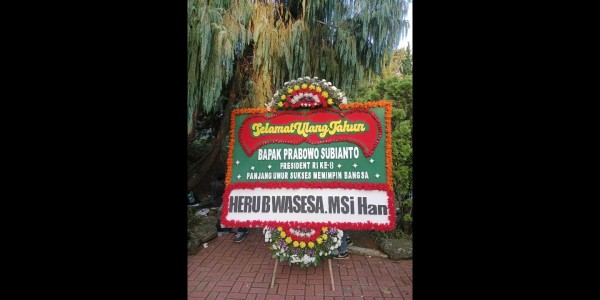 Selamat Ulang Tahun
BAPAK PRABOWO SUBIANTO
PRESIDENT RI KE-8
PANJANG UMUR SUKSES MEMIMPIN BANGSA
HERU B WASESA.MSi Han